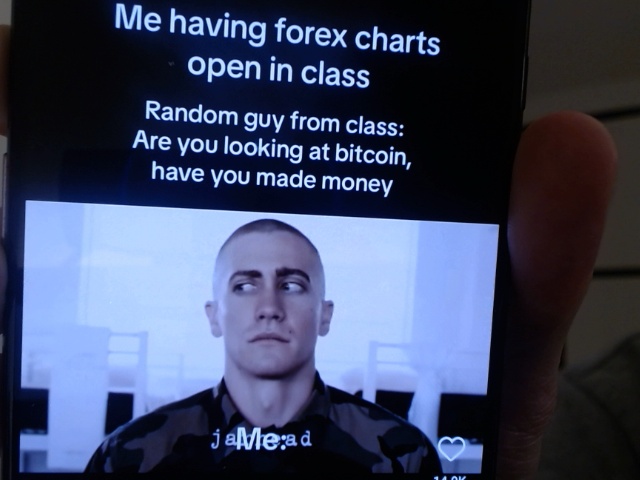 Me having forex charts
open in class
Random guy from class:
Are you looking at bitcoin,
have you made money
Me: